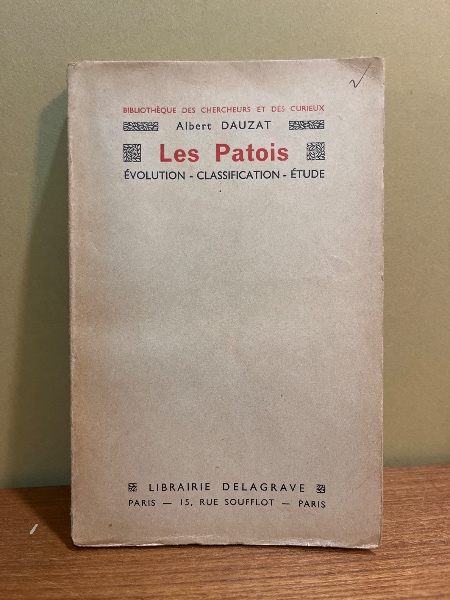 BIBLIOTHÈQUE DES CHERCHEURS ET DES CURIEUX
Albert DAUZAT
Les Patois
ÉVOLUTION - CLASSIFICATION - ÉTUDE
LIBRAIRIE DELAGRAVE
PARIS — 15, RUE SOUFFLOT — PARIS